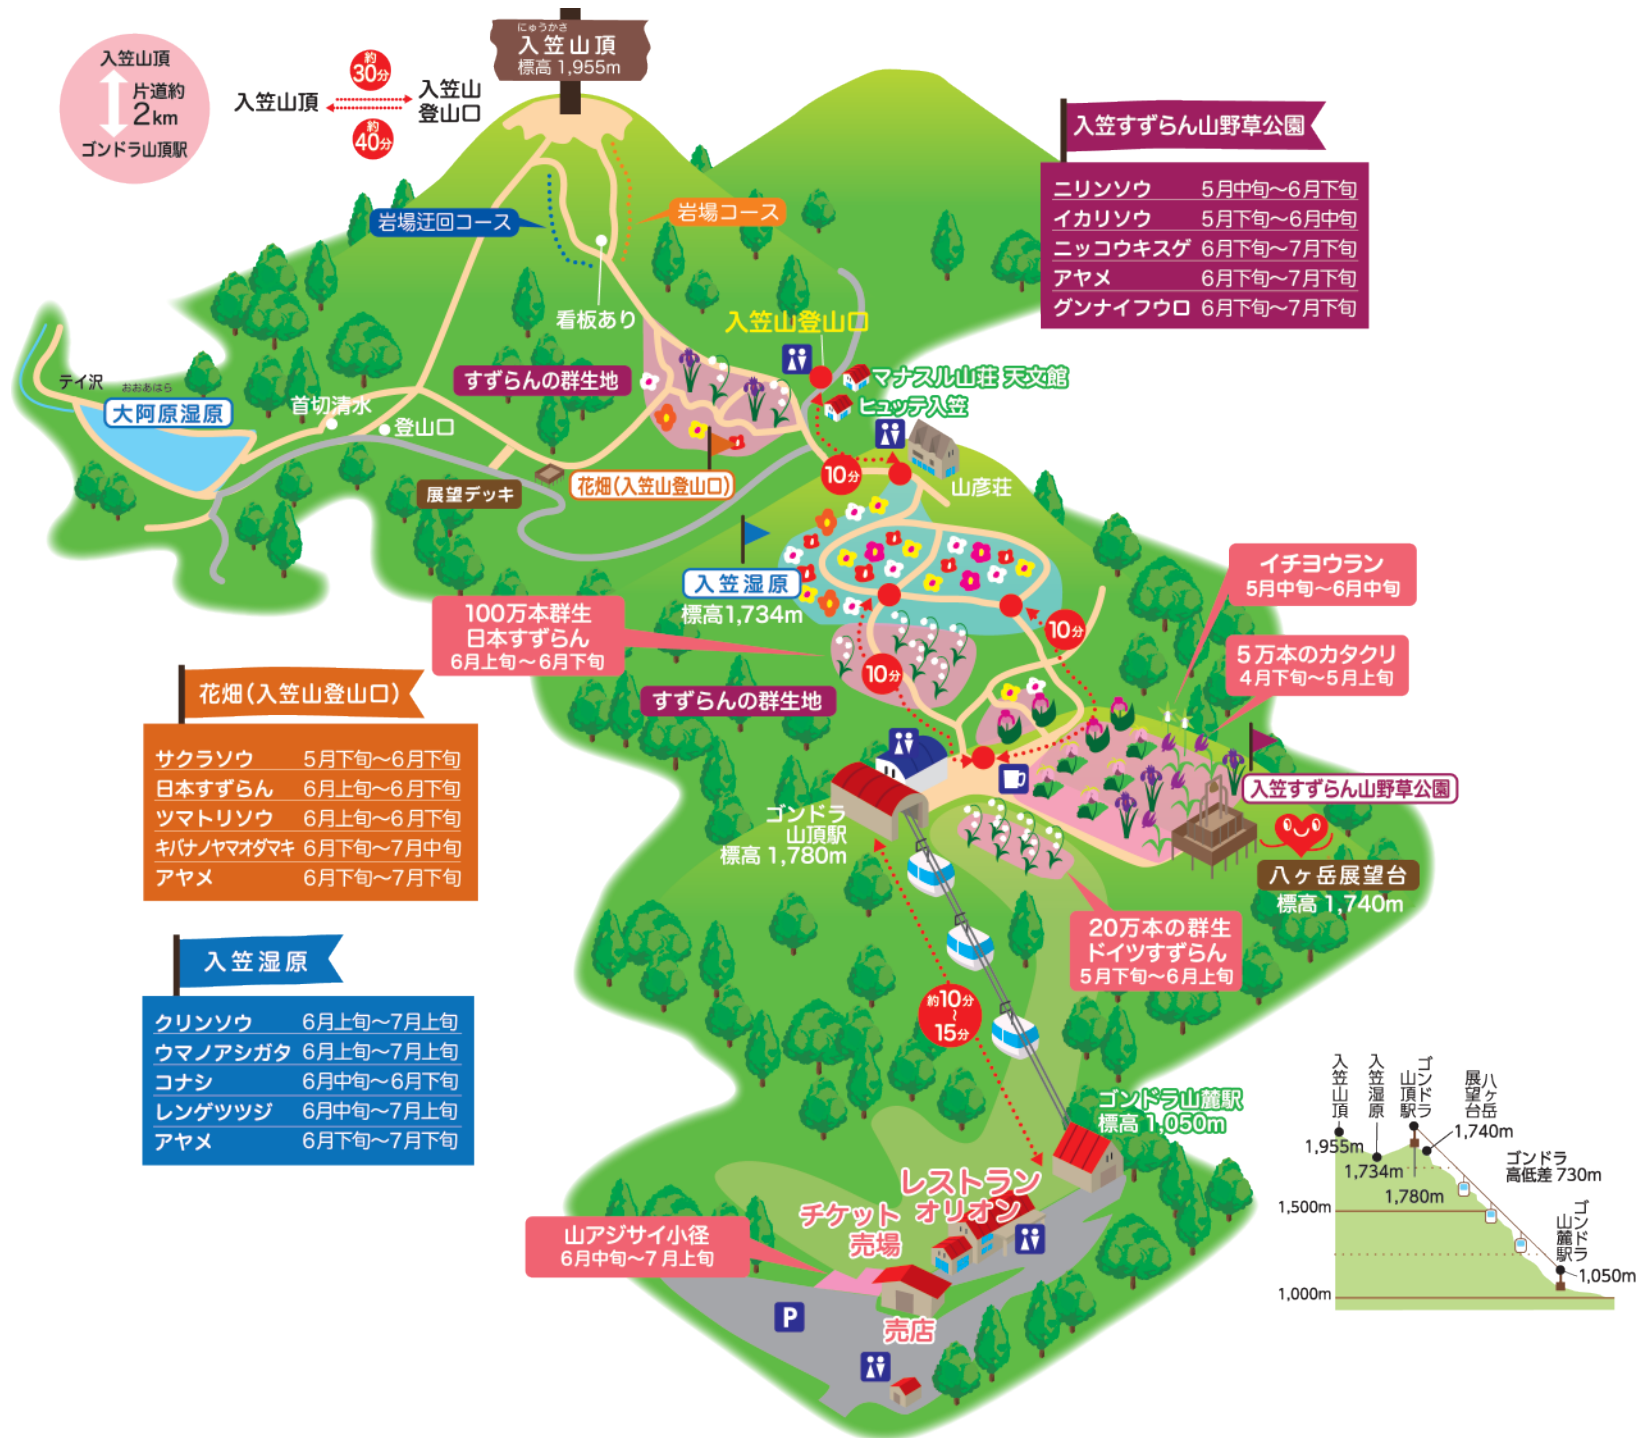 にゅうかさ
入笠山頂
標高 1,955m
入笠山頂
片道約
2km
ゴンドラ山頂駅
入笠山頂
約30分
約40分
入笠山
登山口
岩場迂回コース
岩場コース
看板あり
入笠すずらん山野草公園
ニリンソウ 5月中旬〜6月下旬
イカリソウ 5月下旬〜6月中旬
ニッコウキスゲ 6月下旬〜7月下旬
アヤメ 6月下旬〜7月下旬
グンナイフウロ 6月下旬〜7月下旬
入笠山登山口
すずらんの群生地
マナスル山荘 天文館
ヒュッテ入笠
テイ沢
おおあはら
大阿原湿原
首切清水
登山口
展望デッキ
花畑(入笠山登山口)
10分
山彦荘
入笠湿原
標高1,734m
100万本群生
日本すずらん
6月上旬〜6月下旬
10分
10分
すずらんの群生地
イチヨウラン
5月中旬〜6月中旬
5万本のカタクリ
4月下旬〜5月上旬
花畑(入笠山登山口)
サクラソウ 5月下旬〜6月下旬
日本すずらん 6月上旬〜6月下旬
ツマトリソウ 6月上旬〜6月下旬
キバナノヤマオダマキ 6月下旬〜7月中旬
アヤメ 6月下旬〜7月下旬
入笠すずらん山野草公園
八ヶ岳展望台
標高 1,740m
ゴンドラ
山頂駅
標高 1,780m
20万本の群生
ドイツすずらん
5月下旬〜6月上旬
入笠湿原
クリンソウ 6月上旬〜7月上旬
ウマノアシガタ 6月上旬〜7月上旬
コナシ 6月中旬〜6月下旬
レンゲツツジ 6月中旬〜7月上旬
アヤメ 6月下旬〜7月下旬
約10分
〜
15分
ゴンドラ山麓駅
標高 1,050m
レストラン
オリオン
チケット
売場
山アジサイ小径
6月中旬〜7月上旬
売店
P
入笠山頂
入笠湿原
ゴンドラ
山頂駅
八ヶ岳
展望台
1,955m
1,734m
1,780m
1,740m
ゴンドラ
高低差 730m
1,500m
ゴンドラ
山麓駅
1,050m
1,000m